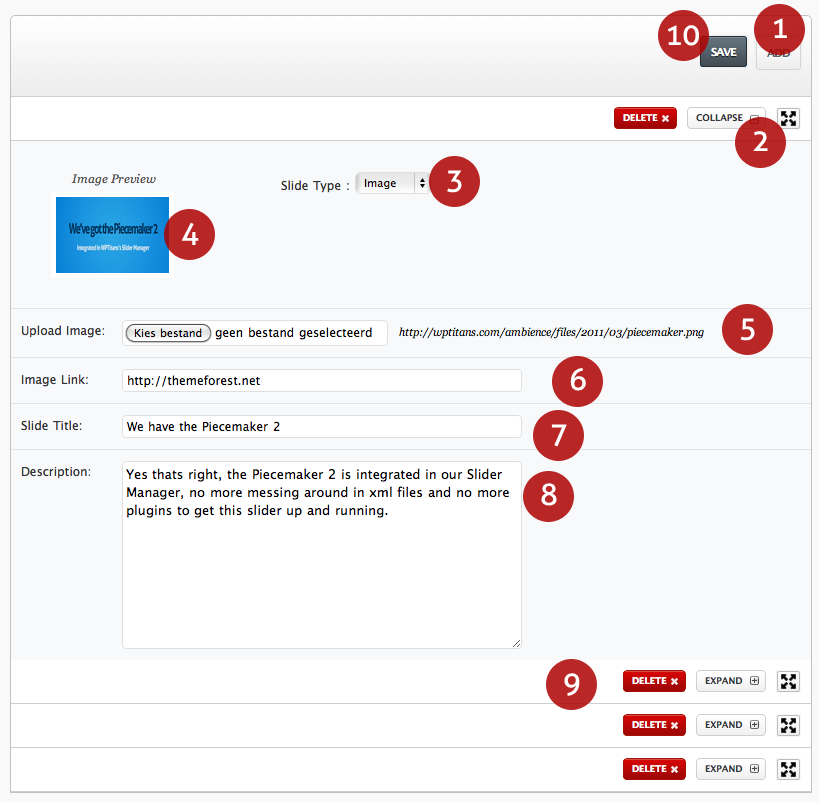 10
1
SAVE
ADD
DELETE
COLLAPSE
2
Image Preview
Slide Type :
Image
3
We've got the Piecemaker 2
Integrated in WPTitans's Slider Manager
4
Upload Image:
Kies bestand
geen bestand geselecteerd
http://wptitans.com/ambience/files/2011/03/piecemaker.png
5
Image Link:
http://themeforest.net
6
Slide Title:
We have the Piecemaker 2
7
Description:
Yes thats right, the Piecemaker 2 is integrated in our Slider
Manager, no more messing around in xml files and no more
plugins to get this slider up and running.
8
9
DELETE
EXPAND
DELETE
EXPAND
DELETE
EXPAND